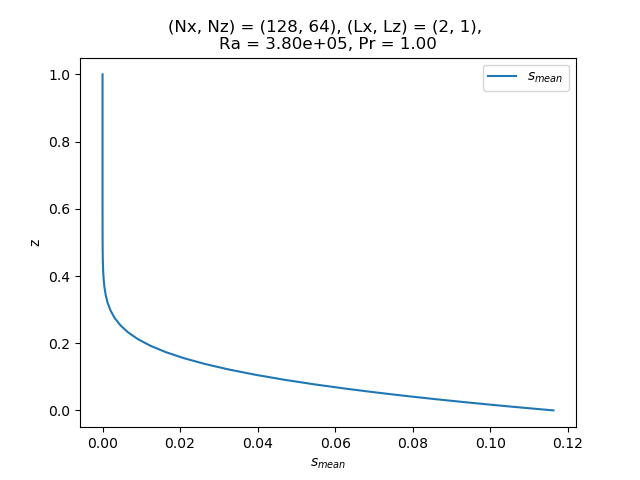 (Nx, Nz) = (128, 64), (Lx, Lz) = (2, 1),
Ra = 3.80e+05, Pr = 1.00
s_mean
1.0
0.8
0.6
0.4
0.2
0.0
z
0.00 0.02 0.04 0.06 0.08 0.10 0.12
s_mean